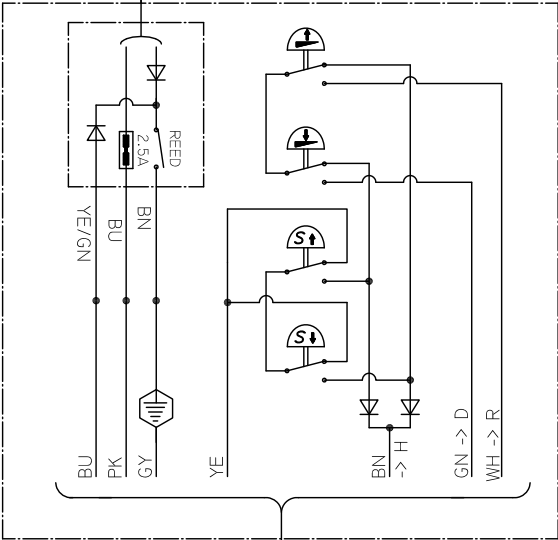 REED
2.5A
YE/GN
BU
BN
S
S
BU
PK
GY
YE
BN
-> H
GN -> D
WH -> R